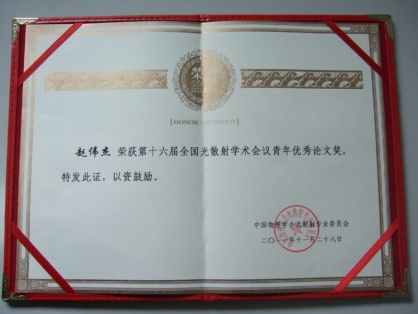 荣
[HONOR CERTIFICATE]
赵伟杰 荣获第十六届全国光散射学术会议青年优秀论文奖。
特发此证，以资鼓励。
中国物理学会光散射专业委员会
二〇一一年十一月二十八日